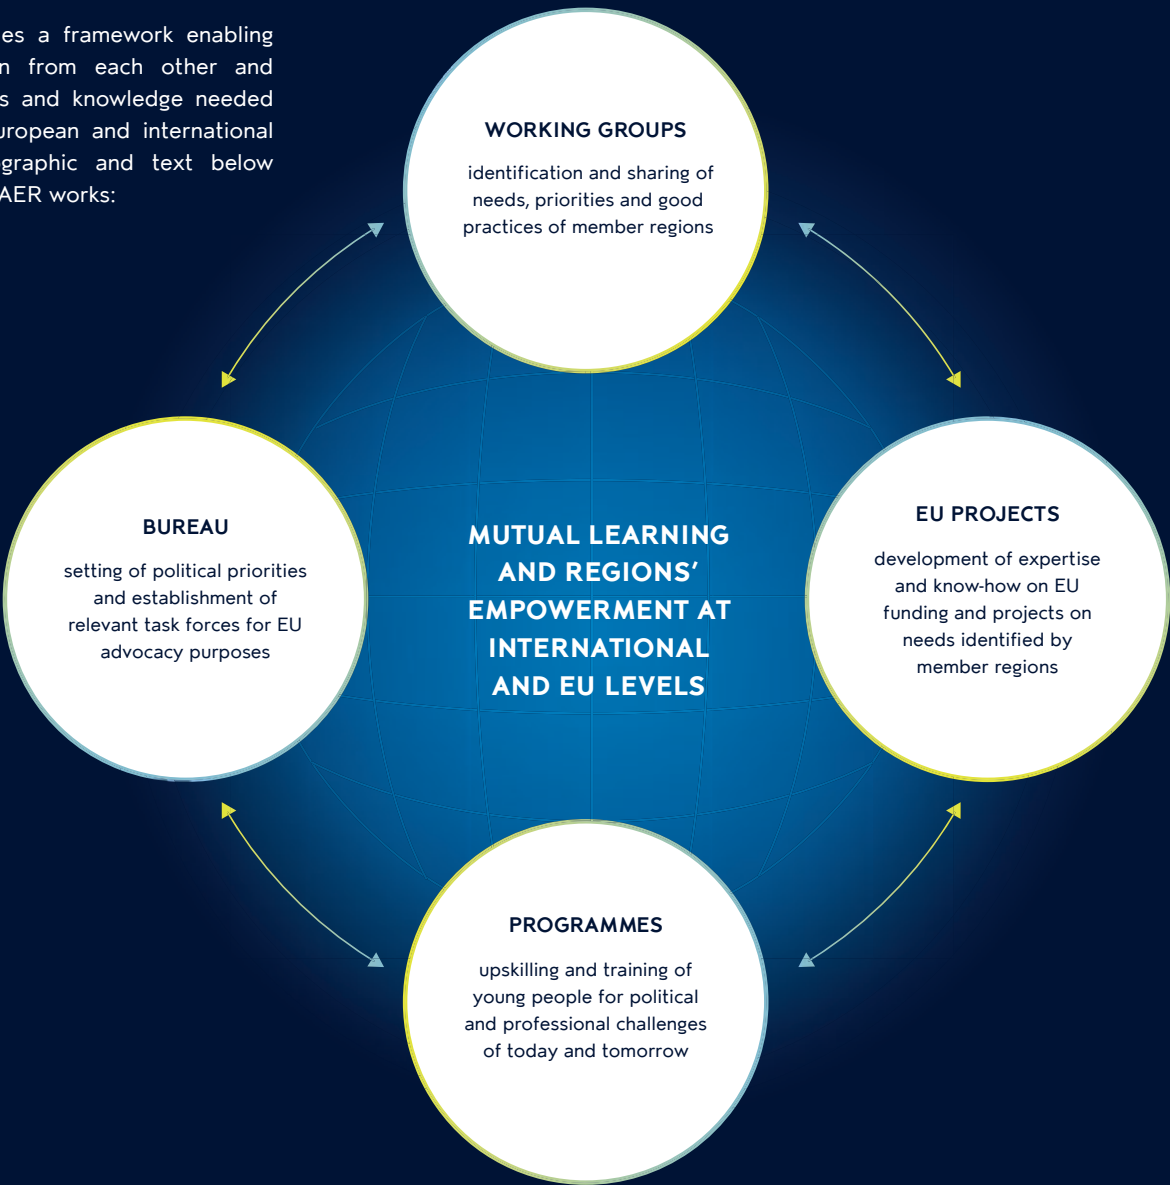 a framework enabling
from each other and
and knowledge needed
and international
and text below
AER works:
WORKING GROUPS
identification and sharing of
needs, priorities and good
practices of member regions
BUREAU
setting of political priorities
and establishment of
relevant task forces for EU
advocacy purposes
MUTUAL LEARNING
AND REGIONS’
EMPOWERMENT AT
INTERNATIONAL
AND EU LEVELS
EU PROJECTS
development of expertise
and know-how on EU
funding and projects on
needs identified by
member regions
PROGRAMMES
upskilling and training of
young people for political
and professional challenges
of today and tomorrow